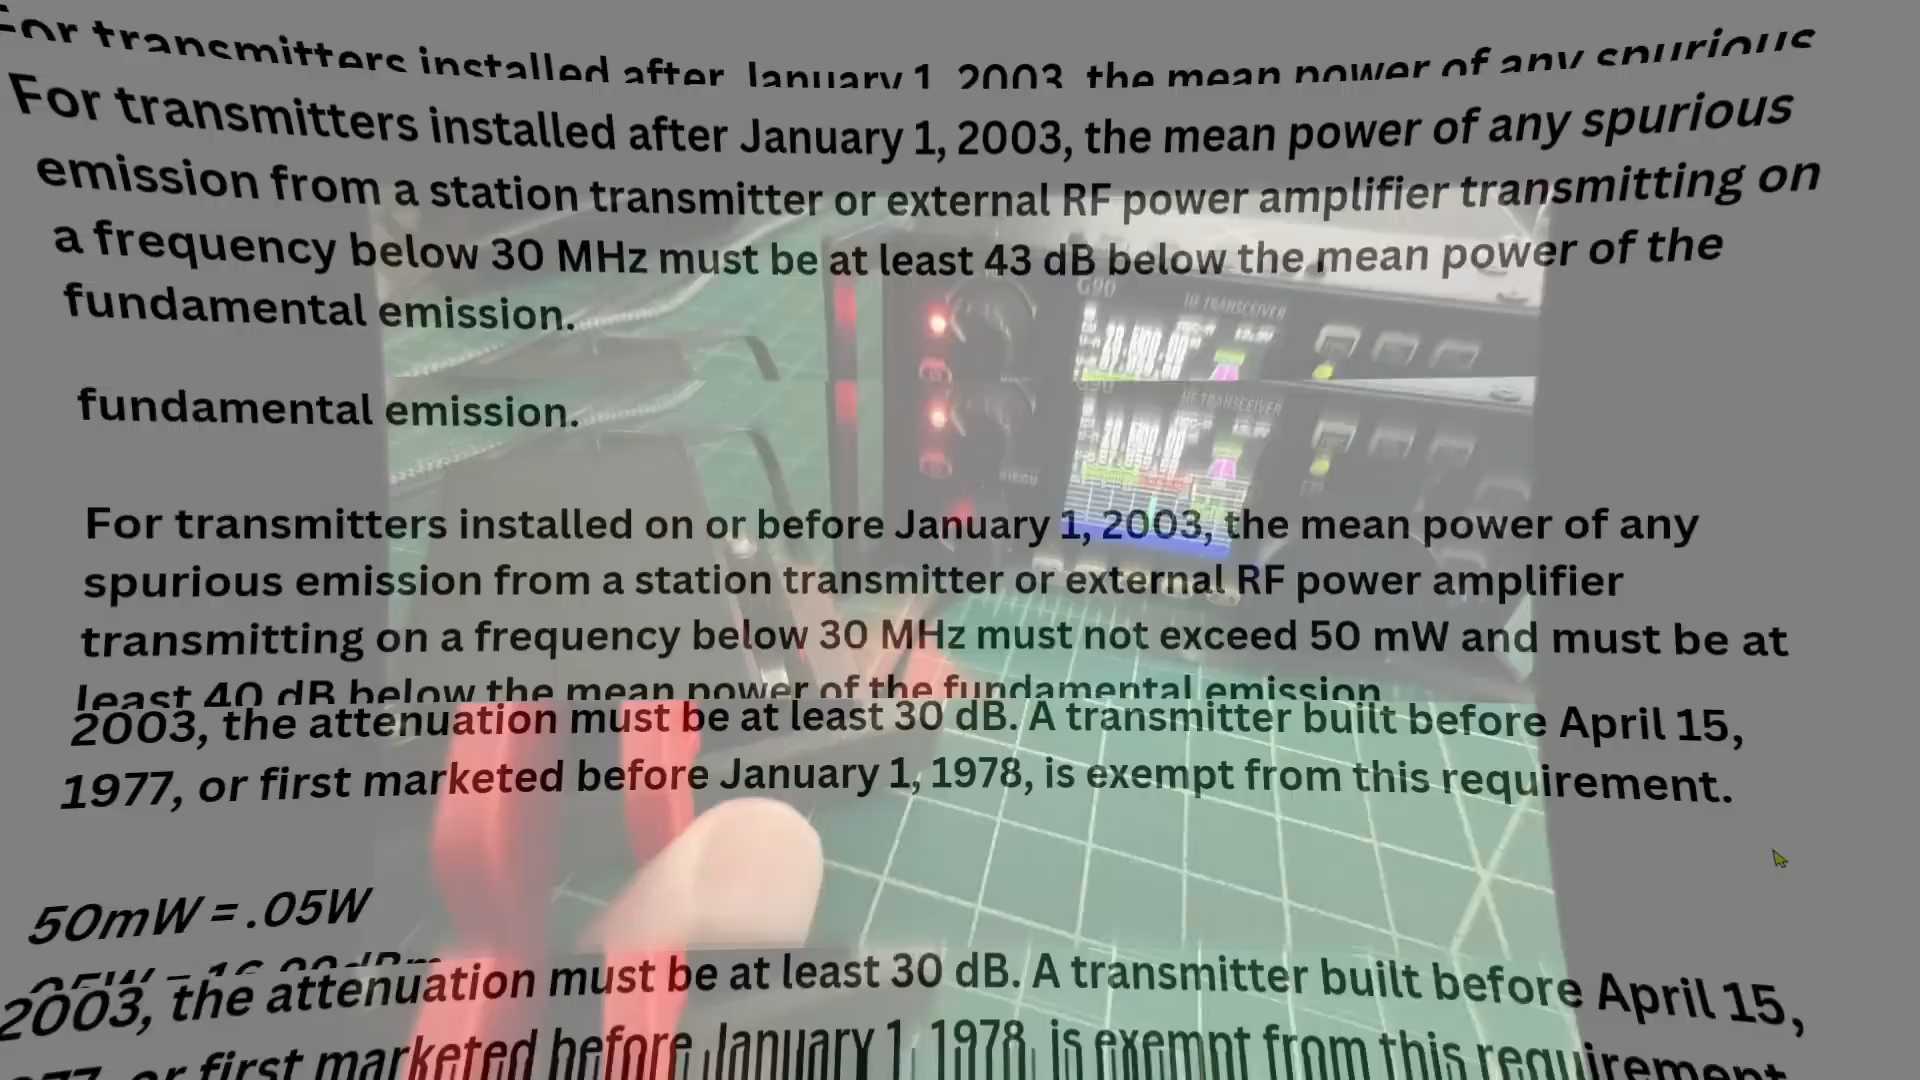 For transmitters installed after January 1, 2003, the mean power of any spurious
For transmitters installed after January 1, 2003, the mean power of any spurious
emission from a station transmitter or external RF power amplifier transmitting on
a frequency below 30 MHz must be at least 43 dB below the mean power of the
fundamental emission.
G90
HF TRANSCEIVER
fundamental emission.
HF TRANSCEIVER
For transmitters installed on or before January 1, 2003, the mean power of any
spurious emission from a station transmitter or external RF power amplifier
transmitting on a frequency below 30 MHz must not exceed 50 mW and must be at
least 40 dB below the mean power of the fundamental emission
2003, the attenuation must be at least 30 dB. A transmitter built before April 15,
1977, or first marketed before January 1, 1978, is exempt from this requirement.
50mW = .05W
2003, the attenuation must be at least 30 dB. A transmitter built before April 15,
or first marketed before January 1, 1978, is exempt from this requirement